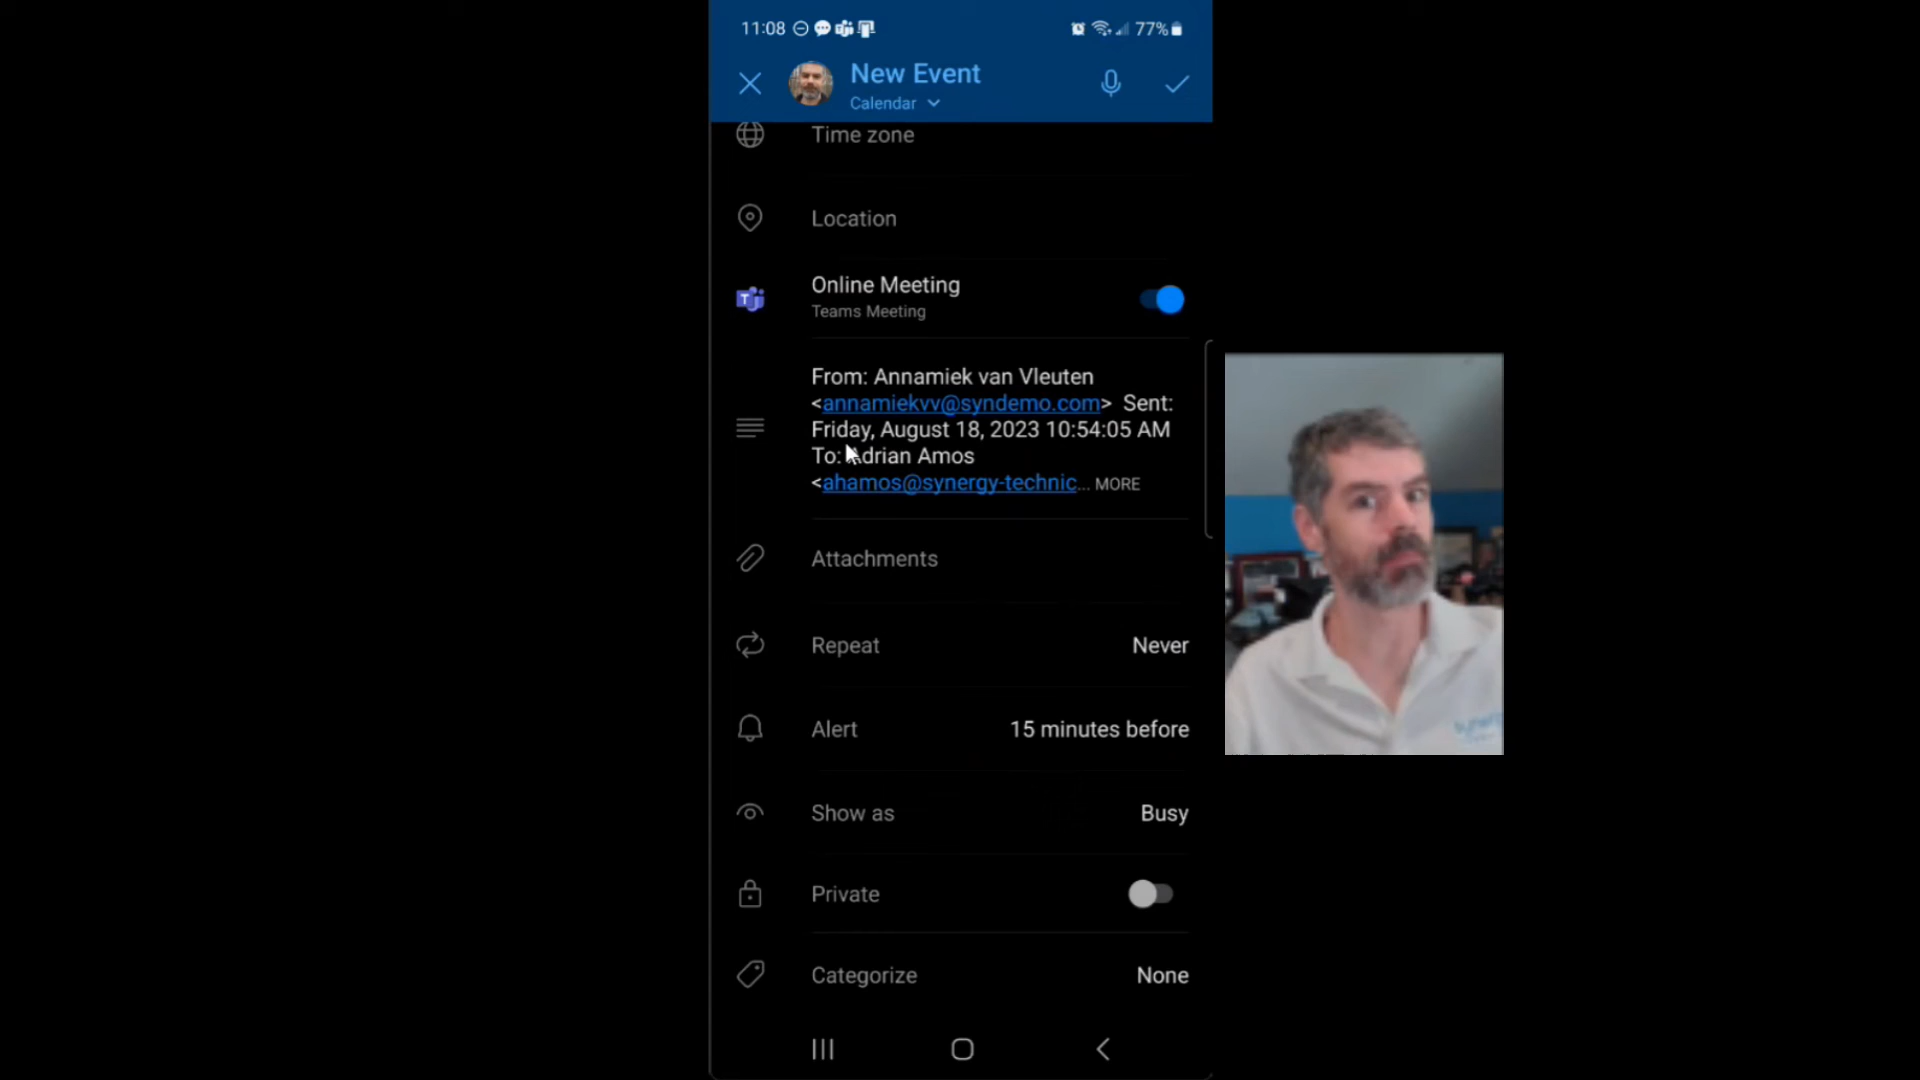 11:08
77%
New Event
Calendar
Time zone
Location
Online Meeting
Teams Meeting
From: Annamiek van Vleuten
<annamiekvv@syndemo.com> Sent:
Friday, August 18, 2023 10:54:05 AM
To: Adrian Amos
<ahamos@synergy-technic... MORE
Attachments
Repeat
Never
Alert
15 minutes before
Show as
Busy
Private
Categorize
None